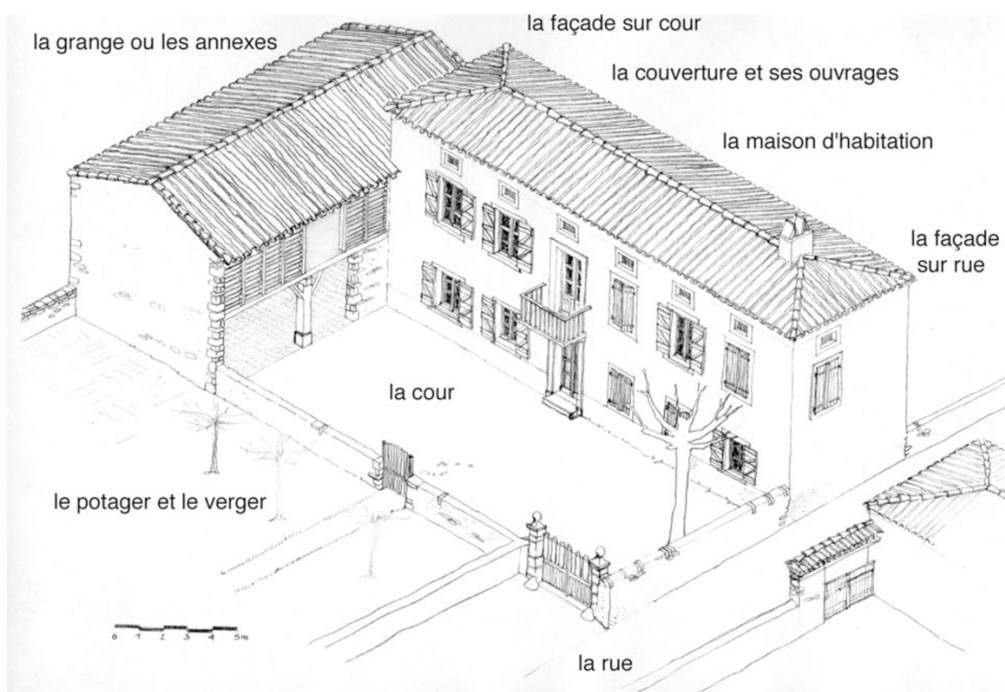 la façade sur cour
la grange ou les annexes
la couverture et ses ouvrages
la maison d'habitation
la façade
sur rue
la cour
le potager et le verger
0 1 2 3 4 5m
la rue